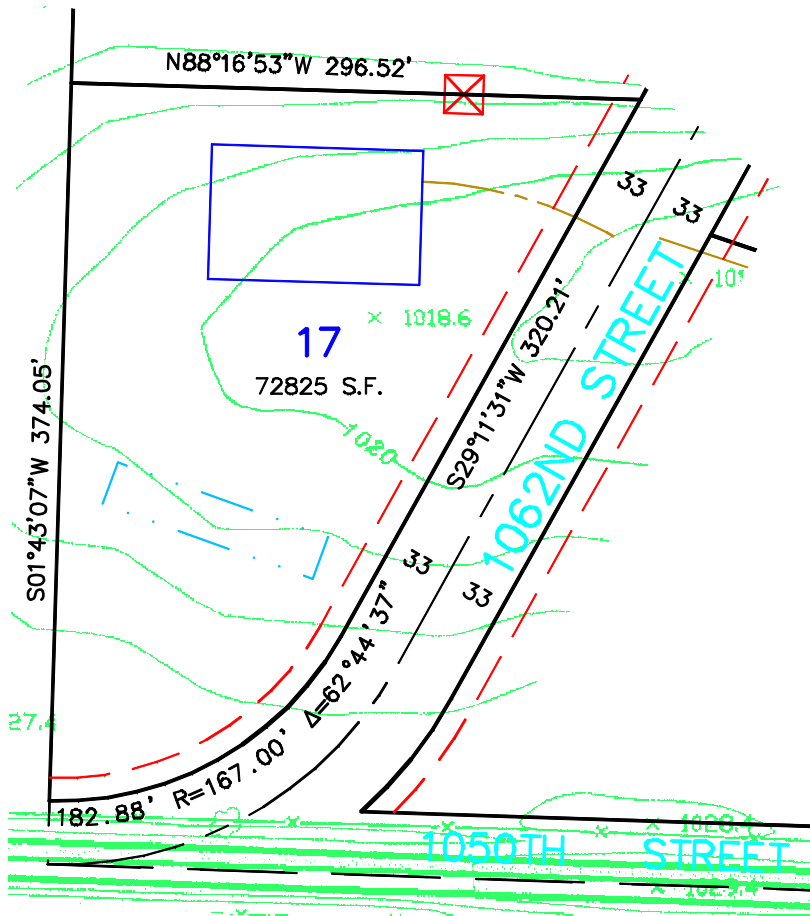 N88°16'53"W 296.52'
33
33
10'
1018.6
17
72825 S.F.
S01°43'07"W 374.05'
S29°11'31"W 320.21'
1062ND STREET
1020
33
33
182.88' R=167.00' Δ=62°44'37"
27.4
1050TH STREET
1029.4